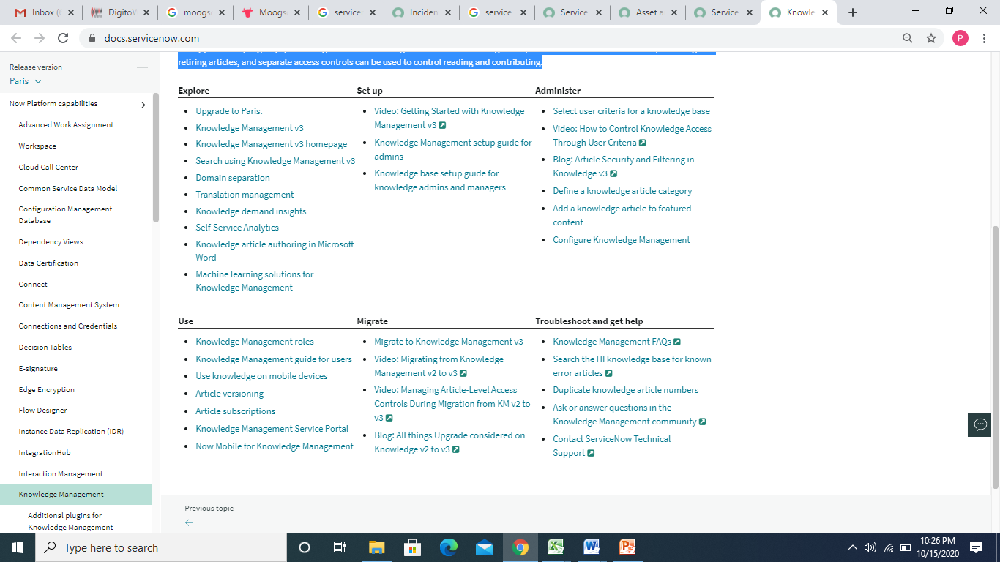 Inbox (
DigitoV
moogs
Moogs
service
Inciden
service
Service
Asset a
Service
Knowle
docs.servicenow.com
P
Release version
Paris
Now Platform capabilities
Advanced Work Assignment
Workspace
Cloud Call Center
Common Service Data Model
Configuration Management
Database
Dependency Views
Data Certification
Connect
Content Management System
Connections and Credentials
Decision Tables
E-signature
Edge Encryption
Flow Designer
Instance Data Replication (IDR)
IntegrationHub
Interaction Management
Knowledge Management
Additional plugins for
Knowledge Management
retiring articles, and separate access controls can be used to control reading and contributing.
Explore
Upgrade to Paris.
Knowledge Management v3
Knowledge Management v3 homepage
Search using Knowledge Management v3
Domain separation
Translation management
Knowledge demand insights
Self-Service Analytics
Knowledge article authoring in Microsoft
Word
Machine learning solutions for
Knowledge Management
Set up
Video: Getting Started with Knowledge
Management v3
Knowledge Management setup guide for
admins
Knowledge base setup guide for
knowledge admins and managers
Administer
Select user criteria for a knowledge base
Video: How to Control Knowledge Access
Through User Criteria
Blog: Article Security and Filtering in
Knowledge v3
Define a knowledge article category
Add a knowledge article to featured
content
Configure Knowledge Management
Use
Knowledge Management roles
Knowledge Management guide for users
Use knowledge on mobile devices
Article versioning
Article subscriptions
Knowledge Management Service Portal
Now Mobile for Knowledge Management
Migrate
Migrate to Knowledge Management v3
Video: Migrating from Knowledge
Management v2 to v3
Video: Managing Article-Level Access
Controls During Migration from KM v2 to
v3
Blog: All things Upgrade considered on
Knowledge v2 to v3
Troubleshoot and get help
Knowledge Management FAQs
Search the HI knowledge base for known
error articles
Duplicate knowledge article numbers
Ask or answer questions in the
Knowledge Management community
Contact ServiceNow Technical
Support
Previous topic
Type here to search
10:26 PM
10/15/2020